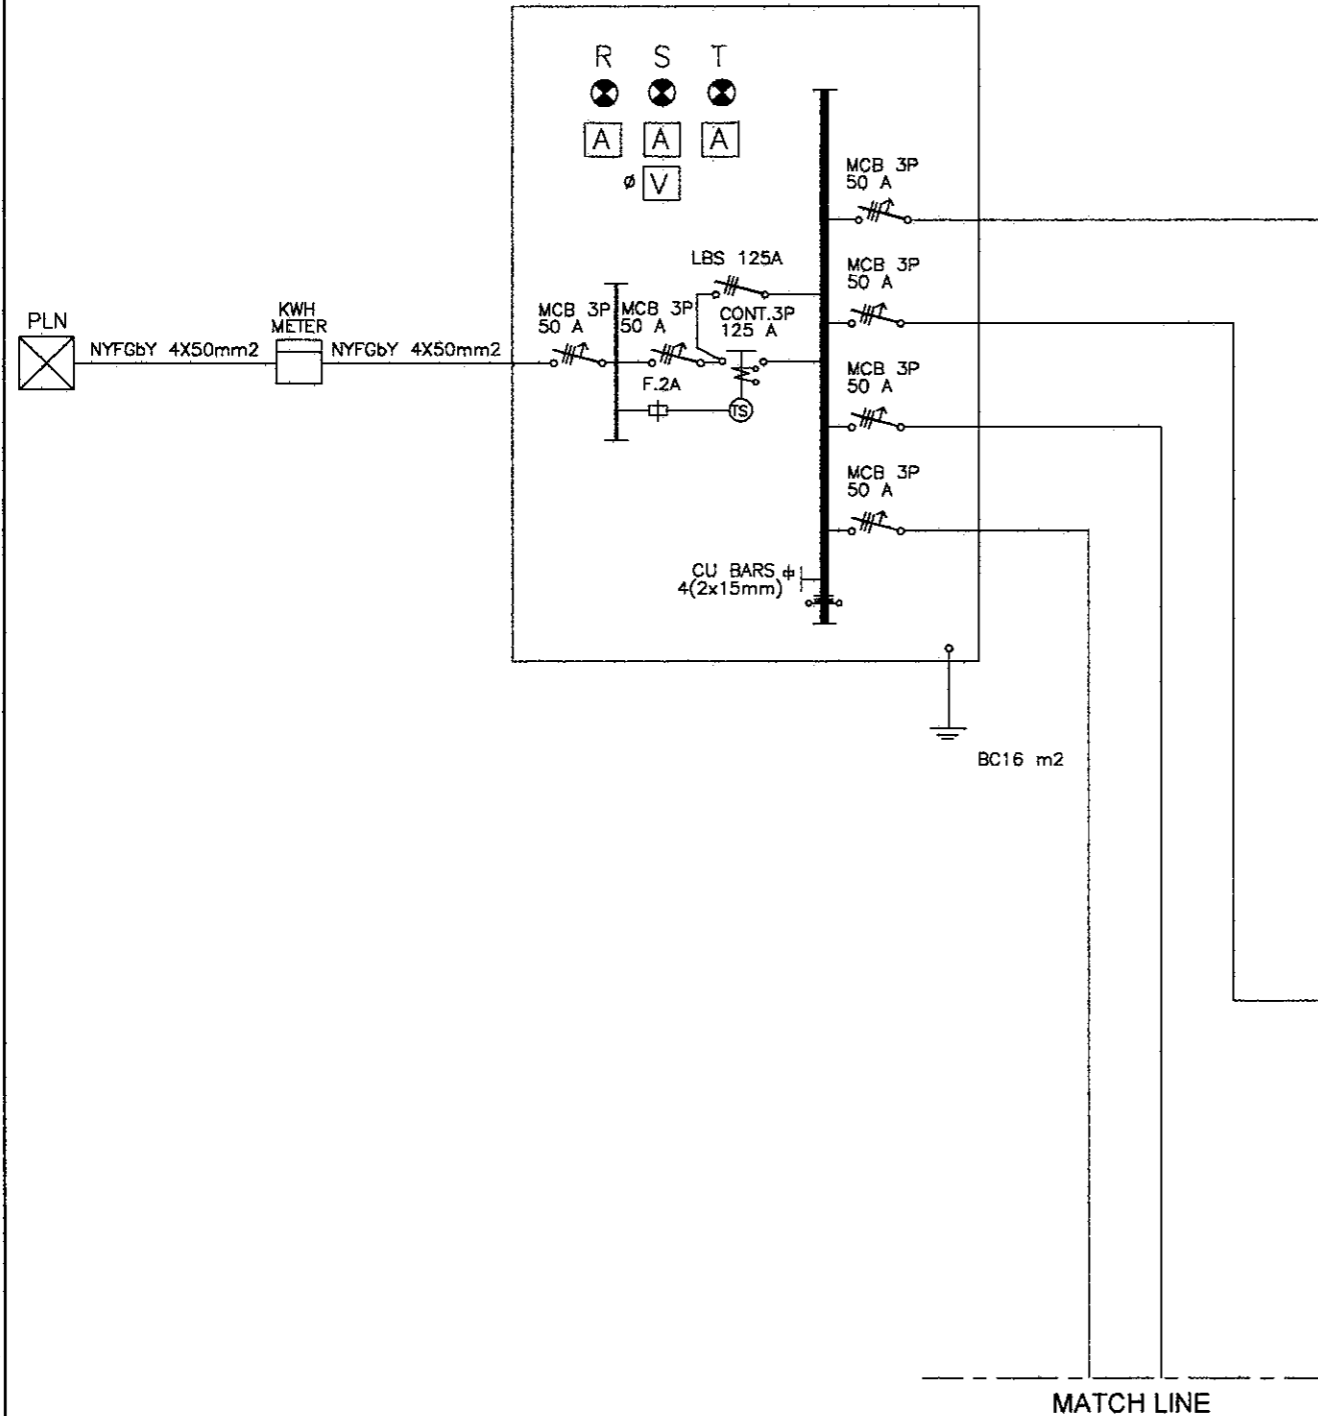 R S T
A A A
ø V
MCB 3P
50 A
LBS 125A
MCB 3P
50 A
MCB 3P
50 A
MCB 3P
50 A
CONT.3P
125 A
PLN
KWH
METER
NYFGbY 4X50mm2
NYFGbY 4X50mm2
F.2A
TS
MCB 3P
50 A
MCB 3P
50 A
CU BARS
4(2x15mm)
BC16 m2
MATCH LINE